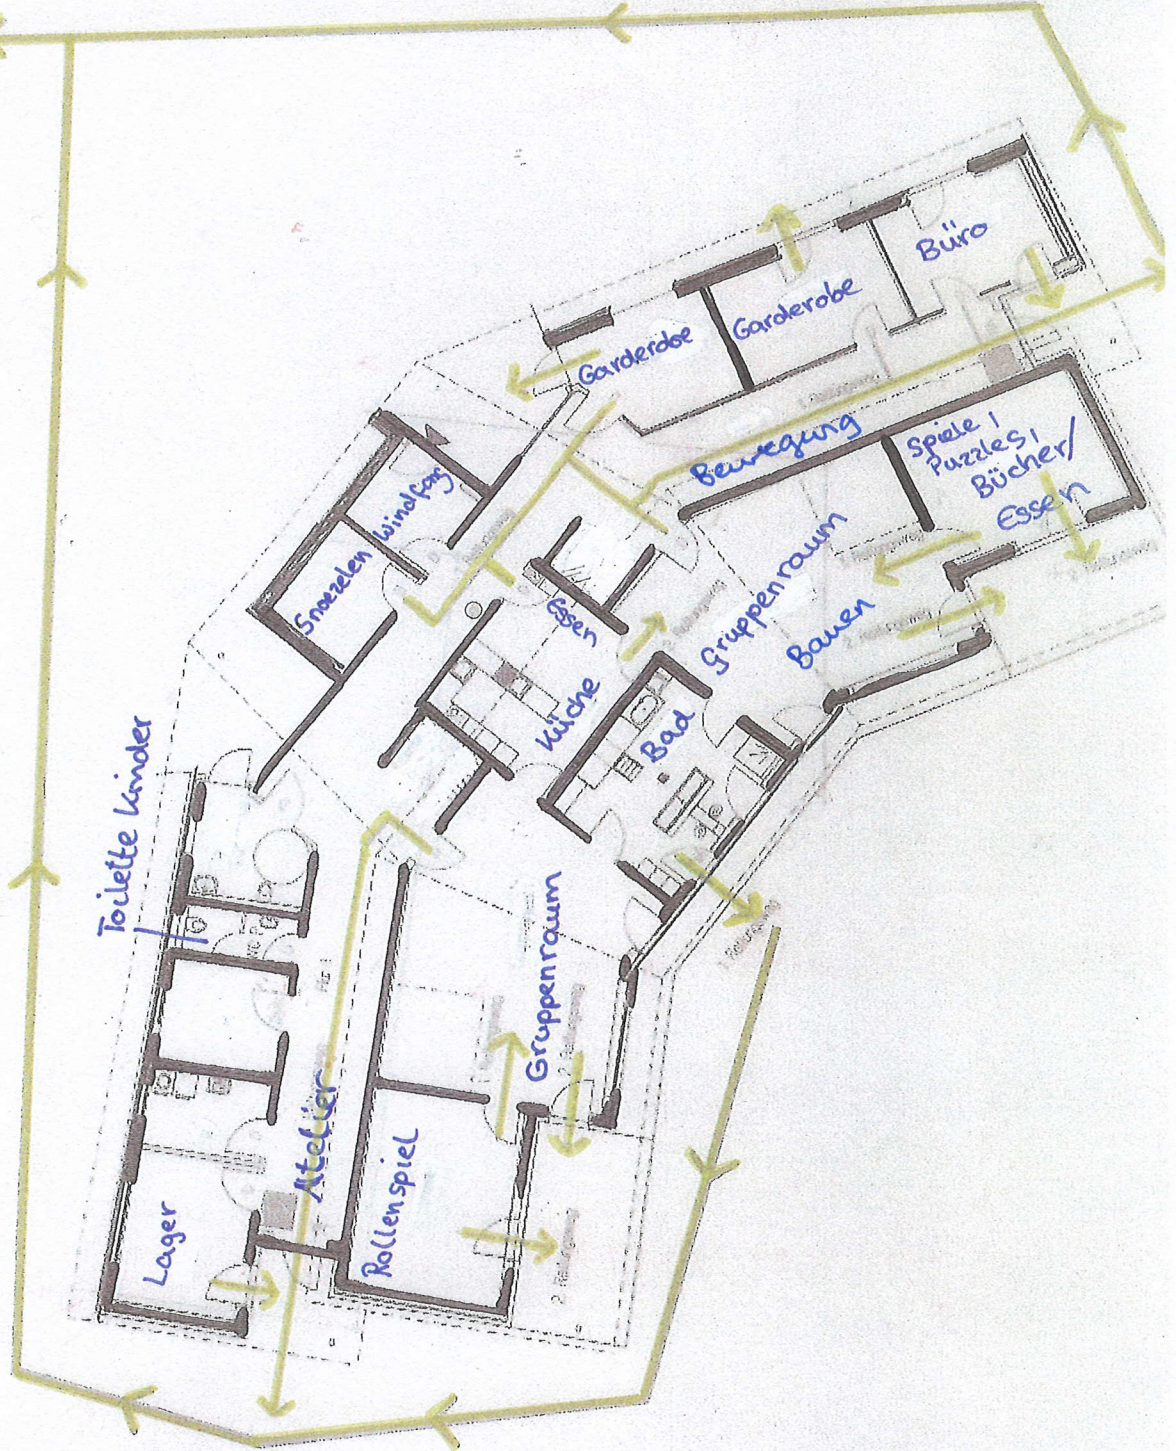 Büro
Garderobe
Garderobe
Bewegung
Spiele,
Puzzles,
Bücher/
Essen
Windfang
Snoezelen
Essen
Gruppenraum
Bauen
Küche
Bad
Toilette Kinder
Gruppenraum
Atelier
Rollenspiel
Lager